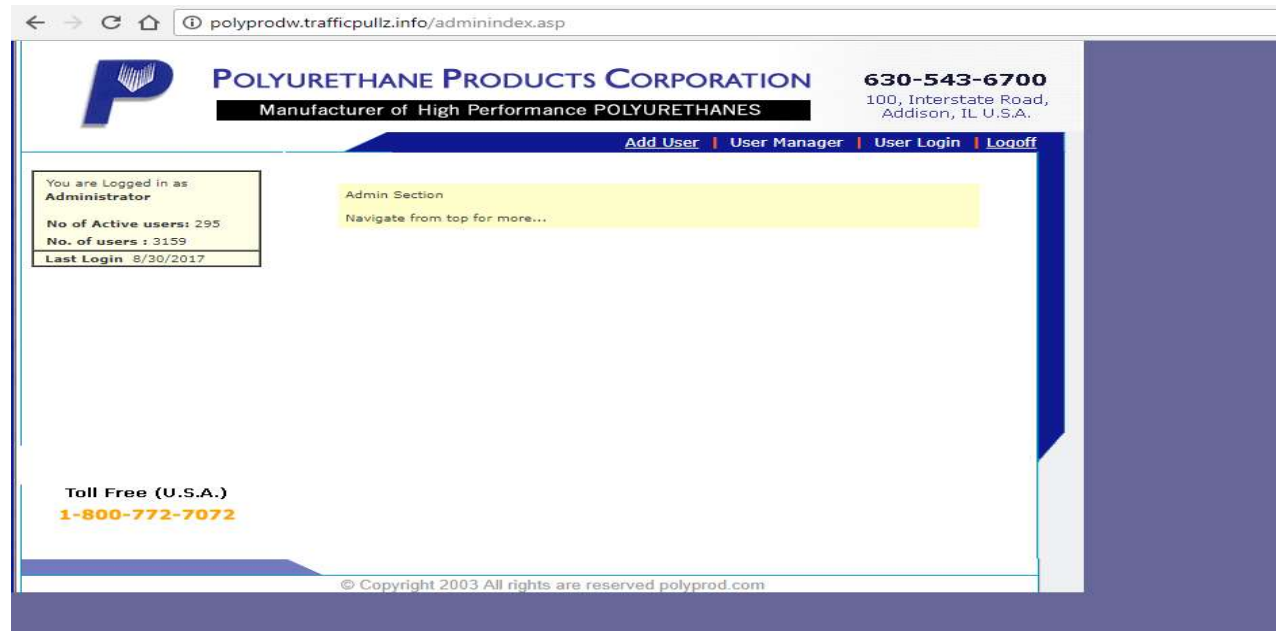 polyprodw.trafficpullz.info/adminindex.asp
POLYURETHANE PRODUCTS CORPORATION
Manufacturer of High Performance POLYURETHANES
630-543-6700
100, Interstate Road,
Addison, IL U.S.A.
Add User | User Manager | User Login | Logoff
You are Logged in as
Administrator
No of Active users: 295
No. of users : 3159
Last Login 8/30/2017
Admin Section
Navigate from top for more...
Toll Free (U.S.A.)
1-800-772-7072
© Copyright 2003 All rights are reserved polyprod.com